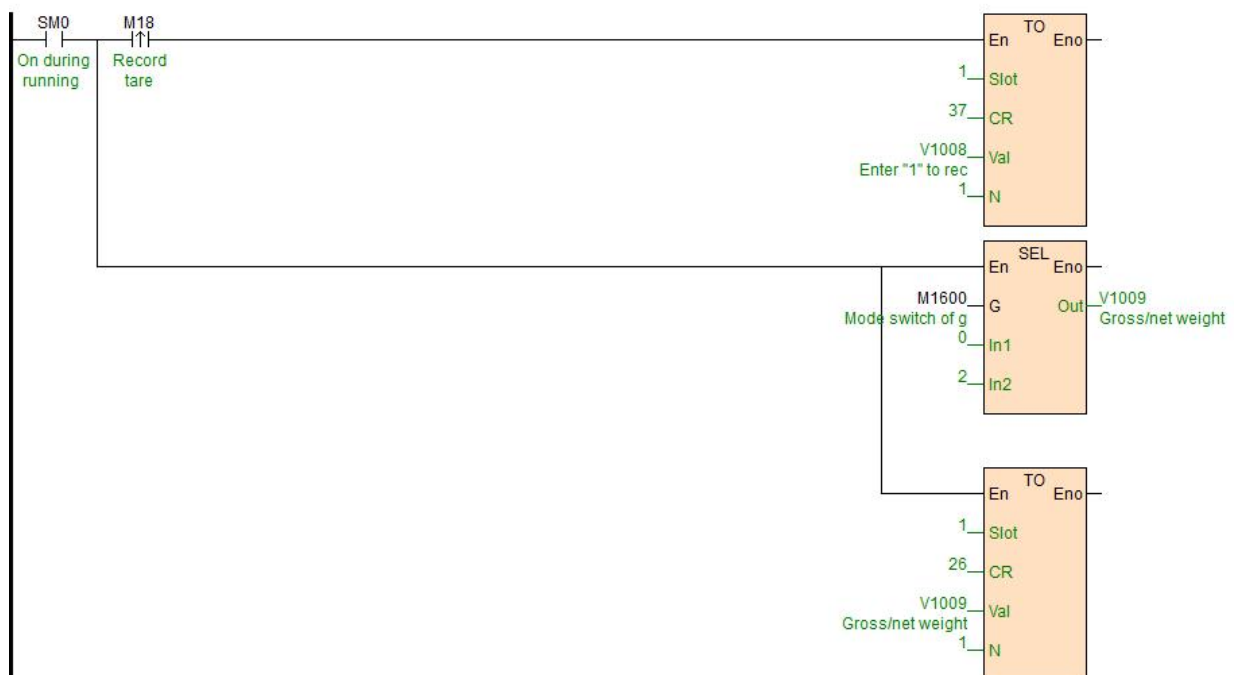 SM0
On during
running
M18
Record
tare
TO
En Eno
1 Slot
37 CR
V1008 Val
Enter "1" to rec
1 N
SEL
En Eno
M1600 G Out V1009
Mode switch of g Gross/net weight
0 In1
2 In2
TO
En Eno
1 Slot
26 CR
V1009 Val
Gross/net weight
1 N